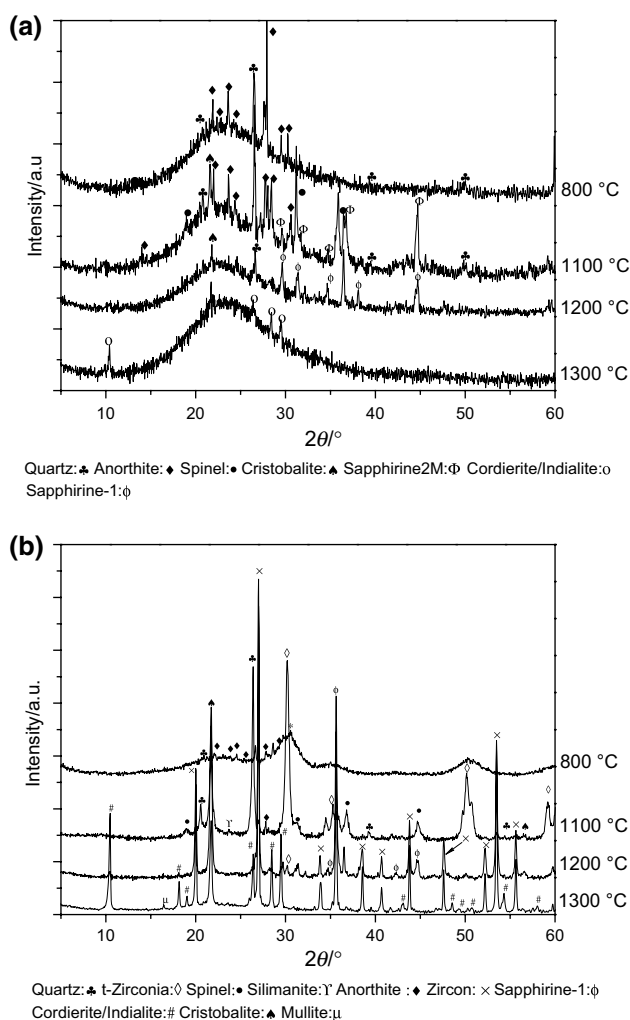 (a)
Intensity/a.u
800 °C
1100 °C
1200 °C
1300 °C
10 20 30 40 50 60
2θ/°
Quartz:♣ Anorthite:♦ Spinel:● Cristobalite:♠ Sapphirine2M:Φ Cordierite/Indialite:o
Sapphirine-1:ϕ
(b)
Intensity/a.u.
800 °C
1100 °C
1200 °C
1300 °C
10 20 30 40 50 60
2θ/°
Quartz:♣ t-Zirconia:◊ Spinel:● Silimanite:ϒ Anorthite :♦ Zircon: × Sapphirine-1:ϕ
Cordierite/Indialite:# Cristobalite:♠ Mullite:μ